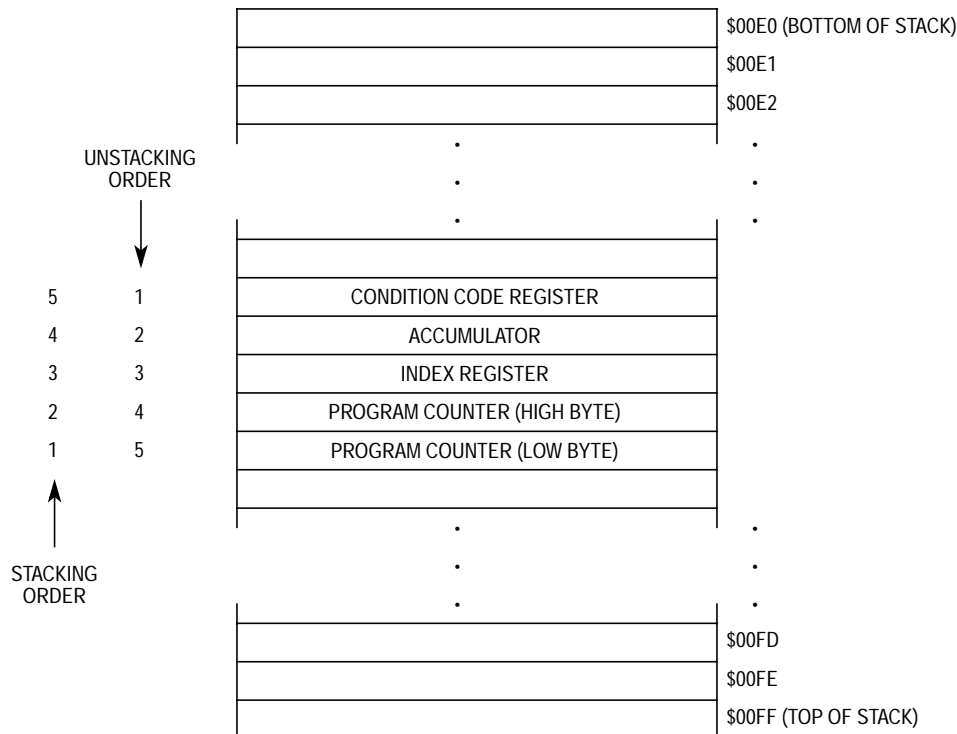 $00E0 (BOTTOM OF STACK)
$00E1
$00E2
UNSTACKING
ORDER
5 1 CONDITION CODE REGISTER
4 2 ACCUMULATOR
3 3 INDEX REGISTER
2 4 PROGRAM COUNTER (HIGH BYTE)
1 5 PROGRAM COUNTER (LOW BYTE)
STACKING
ORDER
$00FD
$00FE
$00FF (TOP OF STACK)